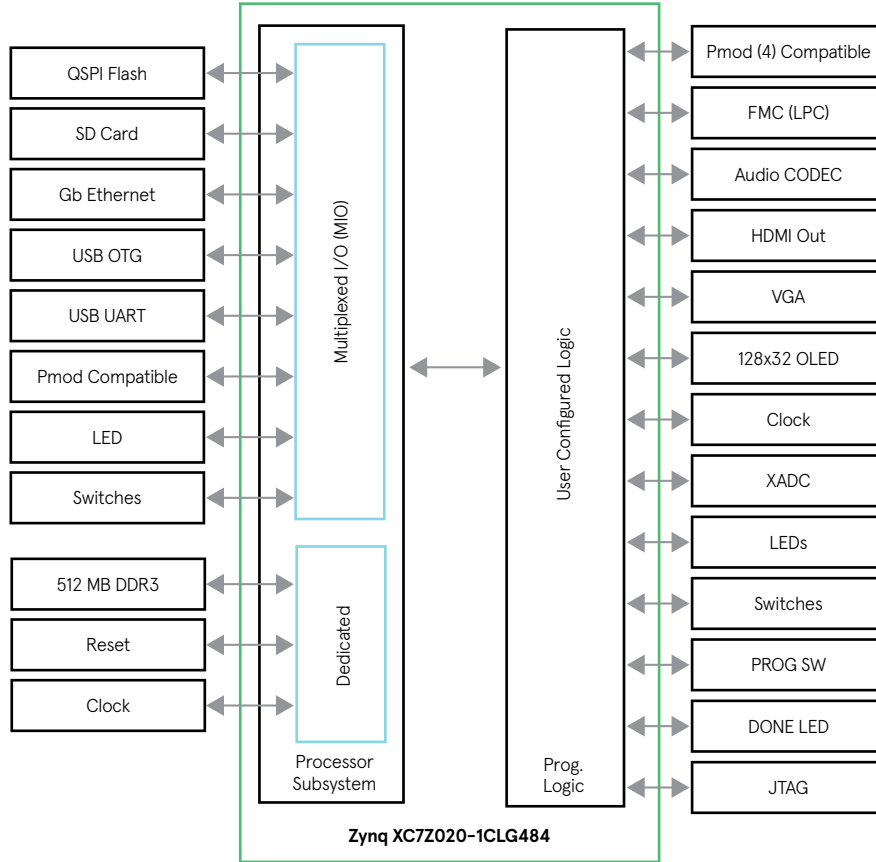 QSPI Flash
SD Card
Gb Ethernet
USB OTG
USB UART
Pmod Compatible
LED
Switches
512 MB DDR3
Reset
Clock
Multiplexed I/O (MIO)
Dedicated
Processor
Subsystem
User Configured Logic
Prog.
Logic
Pmod (4) Compatible
FMC (LPC)
Audio CODEC
HDMI Out
VGA
128x32 OLED
Clock
XADC
LEDs
Switches
PROG SW
DONE LED
JTAG
Zynq XC7Z020-1CLG484